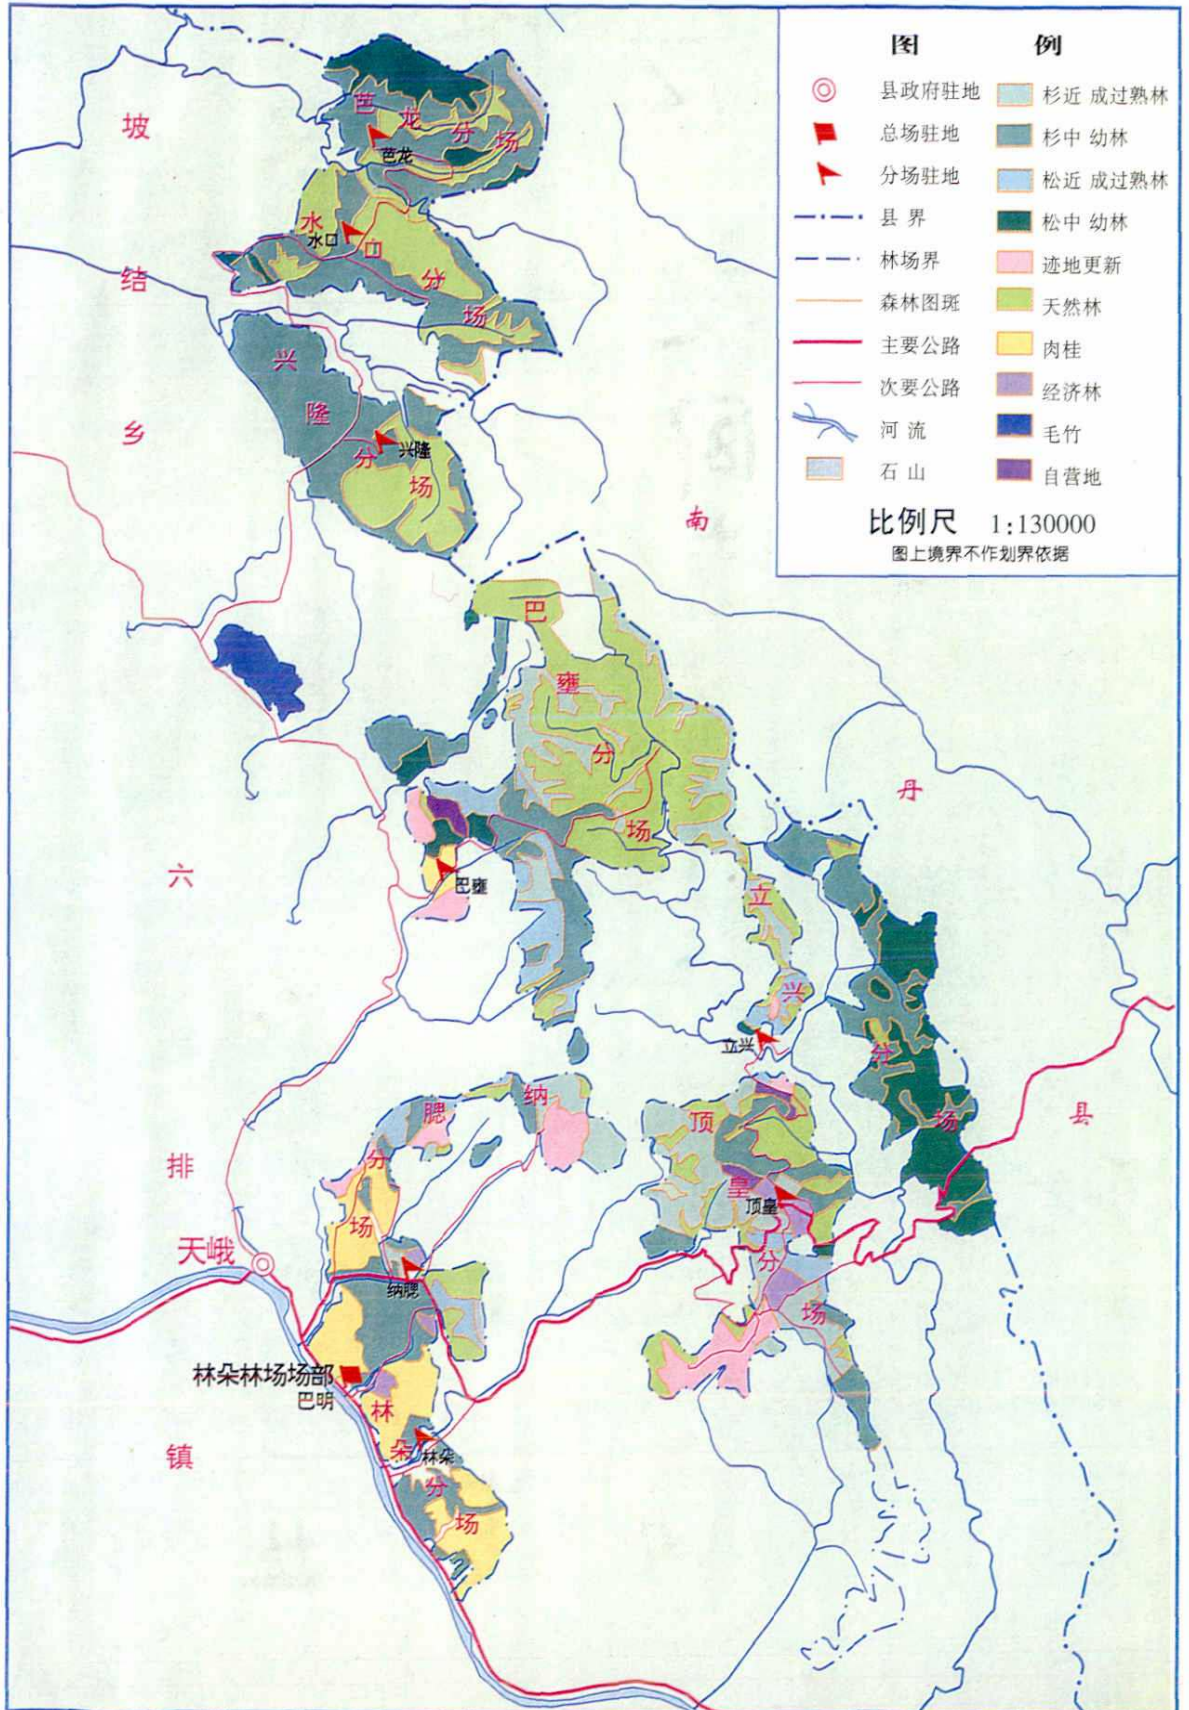 图 例
县政府驻地
杉近 成过熟林
总场驻地
杉中 幼林
分场驻地
松近 成过熟林
县 界
松中 幼林
林场界
迹地更新
森林图斑
天然林
主要公路
肉桂
次要公路
经济林
河 流
毛竹
石 山
自营地
比例尺 1:130000
图上境界不作划界依据
坡结乡
芭龙分场
芭龙
水口分场
水口
兴隆分场
兴隆
南丹县
巴壅分场
巴壅
立兴分场
立兴
六排镇
纳腮分场
纳腮
顶皇分场
顶皇
天峨
林朵林场场部
巴明
林朵分场
林朵